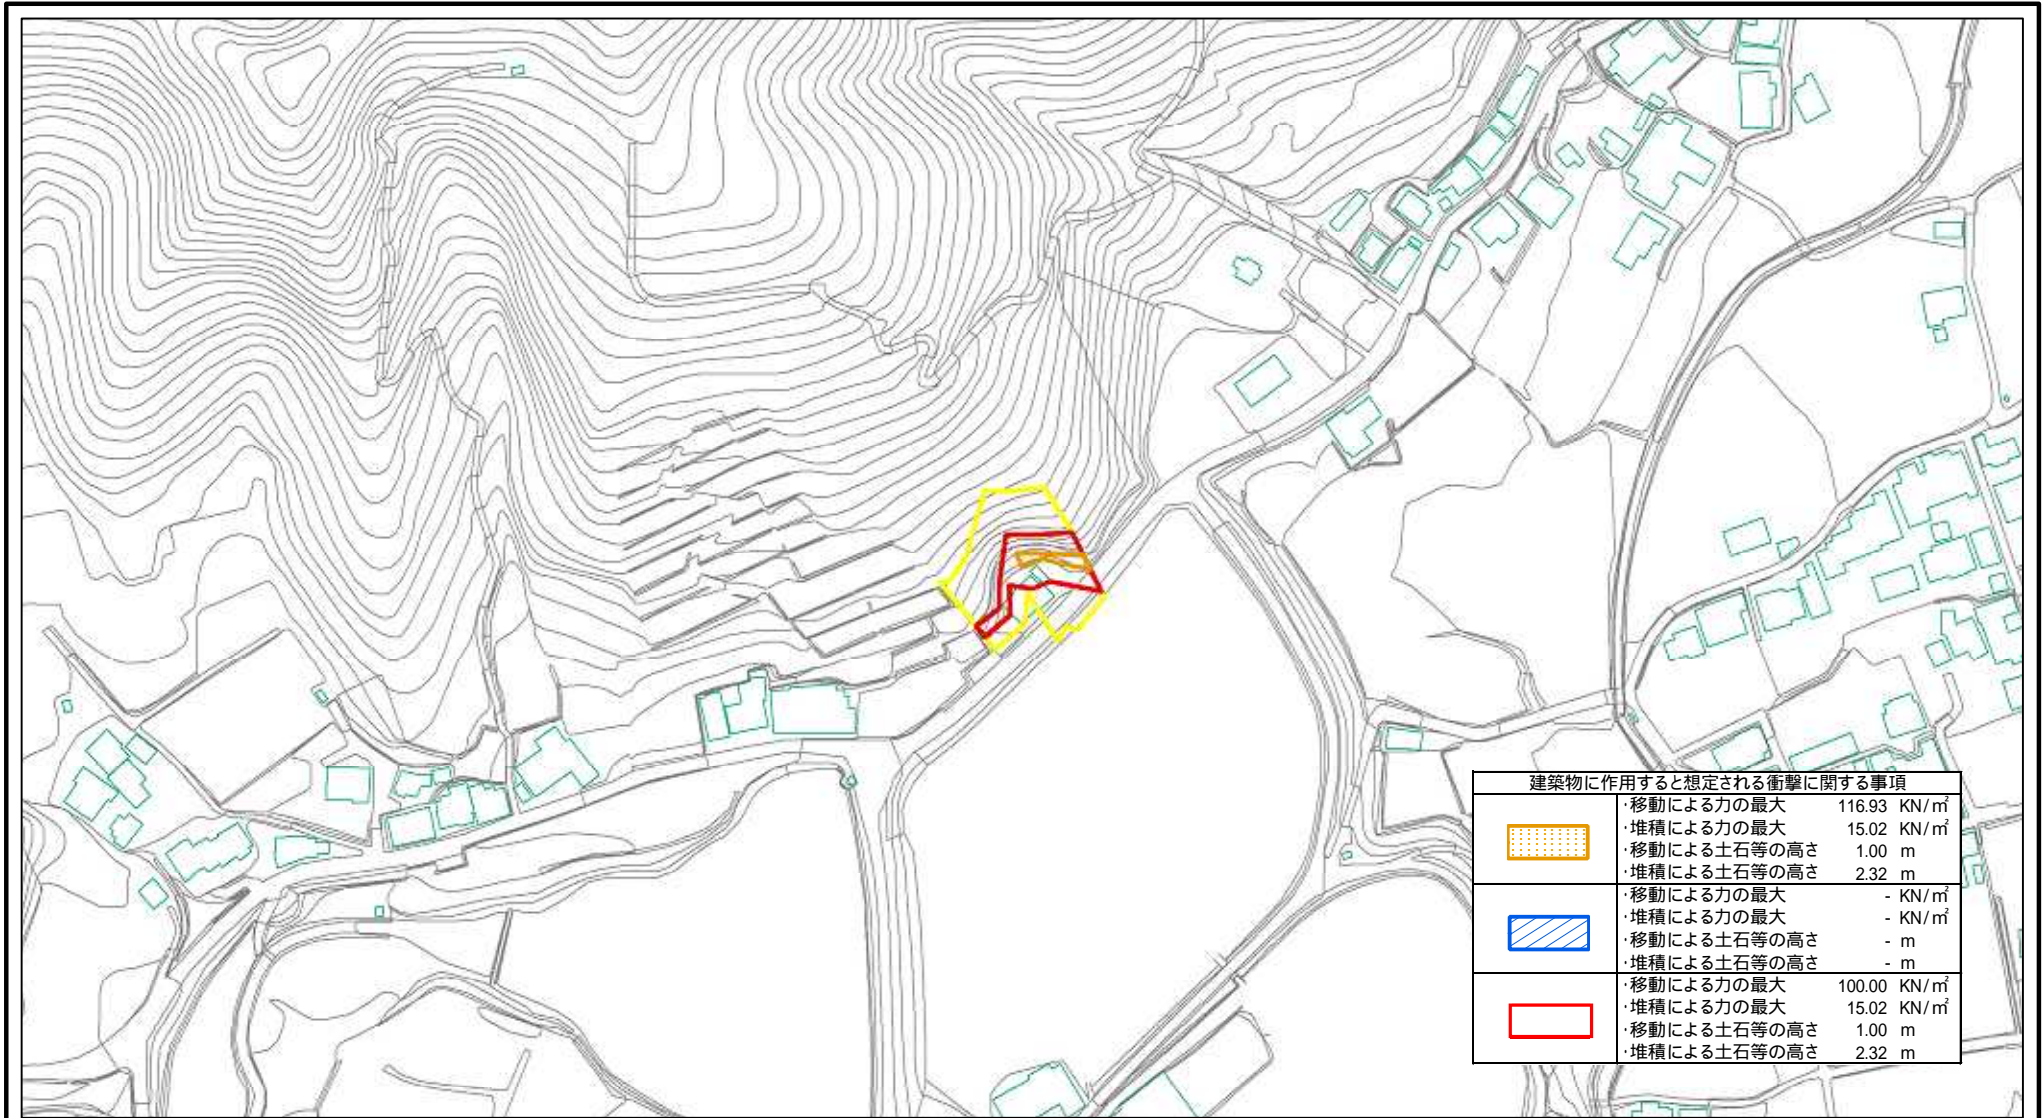 建築物に作用すると想定される衝撃に関する事項
･移動による力の最大 116.93 KN/㎡
･堆積による力の最大 15.02 KN/㎡
･移動による土石等の高さ 1.00 m
･堆積による土石等の高さ 2.32 m
･移動による力の最大 - KN/㎡
･堆積による力の最大 - KN/㎡
･移動による土石等の高さ - m
･堆積による土石等の高さ - m
･移動による力の最大 100.00 KN/㎡
･堆積による力の最大 15.02 KN/㎡
･移動による土石等の高さ 1.00 m
･堆積による土石等の高さ 2.32 m